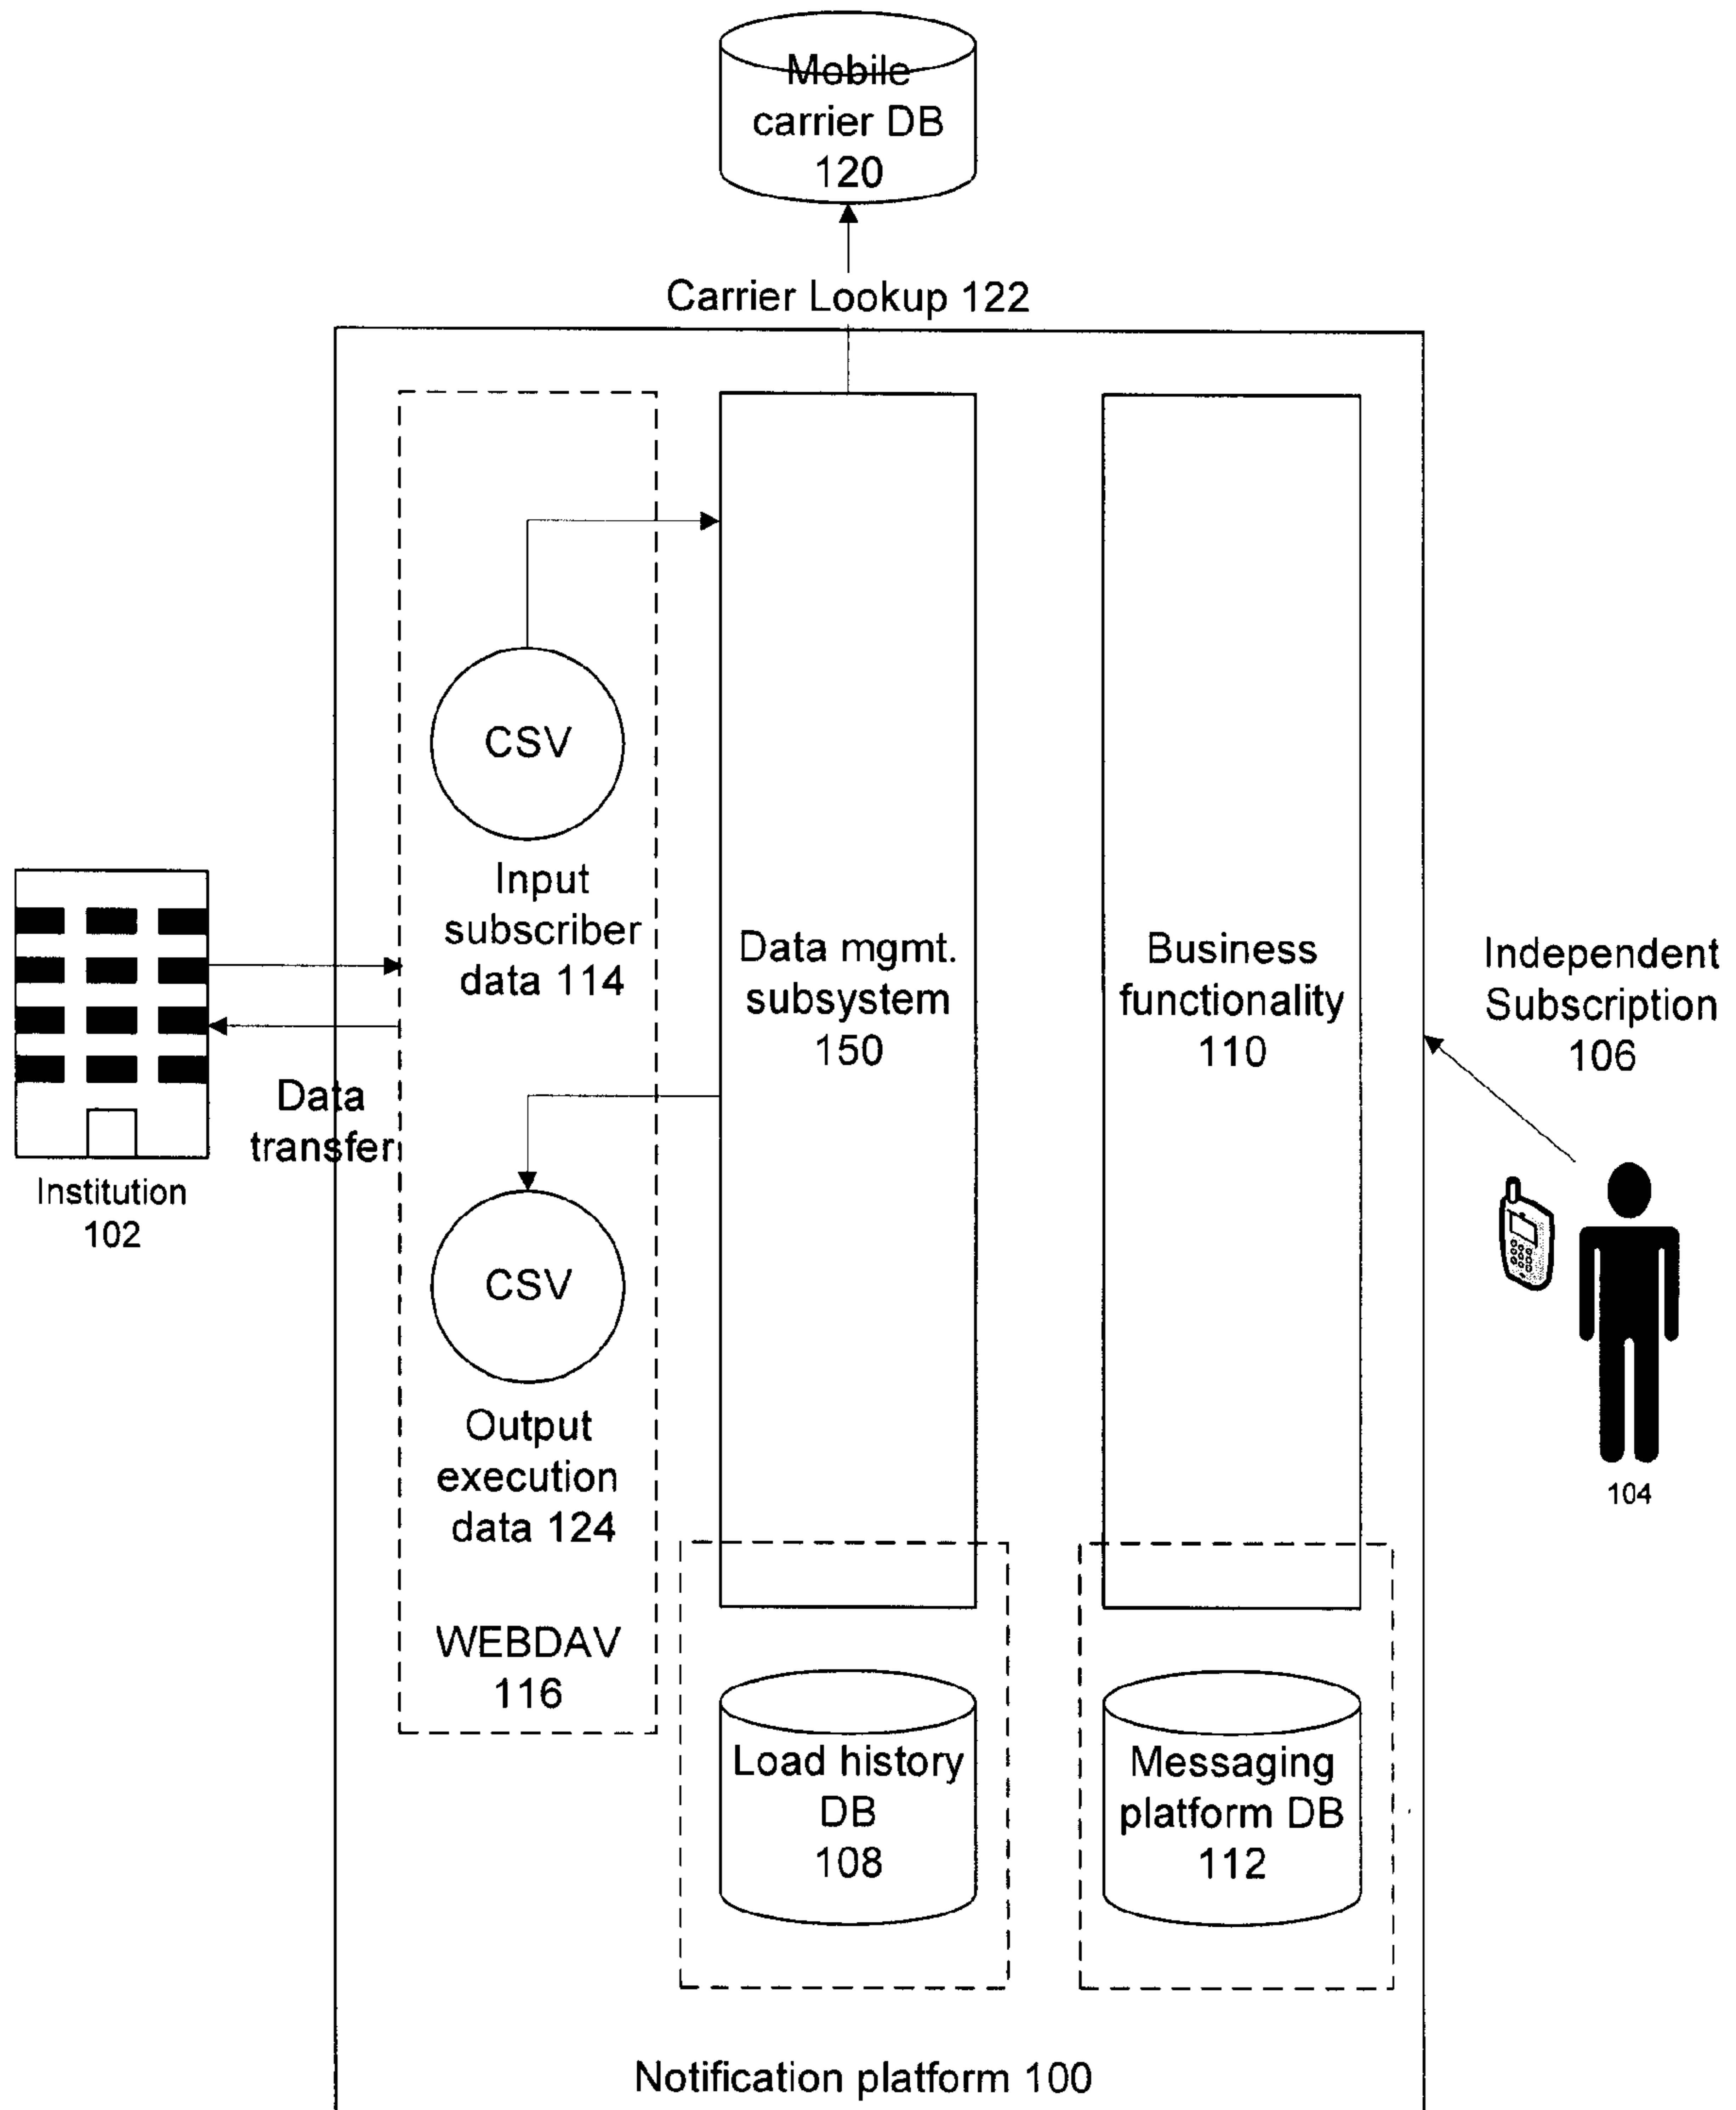 Mobile
carrier DB
120
Carrier Lookup 122
CSV
Input
subscriber
data 114
Data mgmt.
subsystem
150
Business
functionality
110
Independent
Subscription
106
Data
transfer
Institution
102
CSV
Output
execution
data 124
WEBDAV
116
104
Load history
DB
108
Messaging
platform DB
112
Notification platform 100